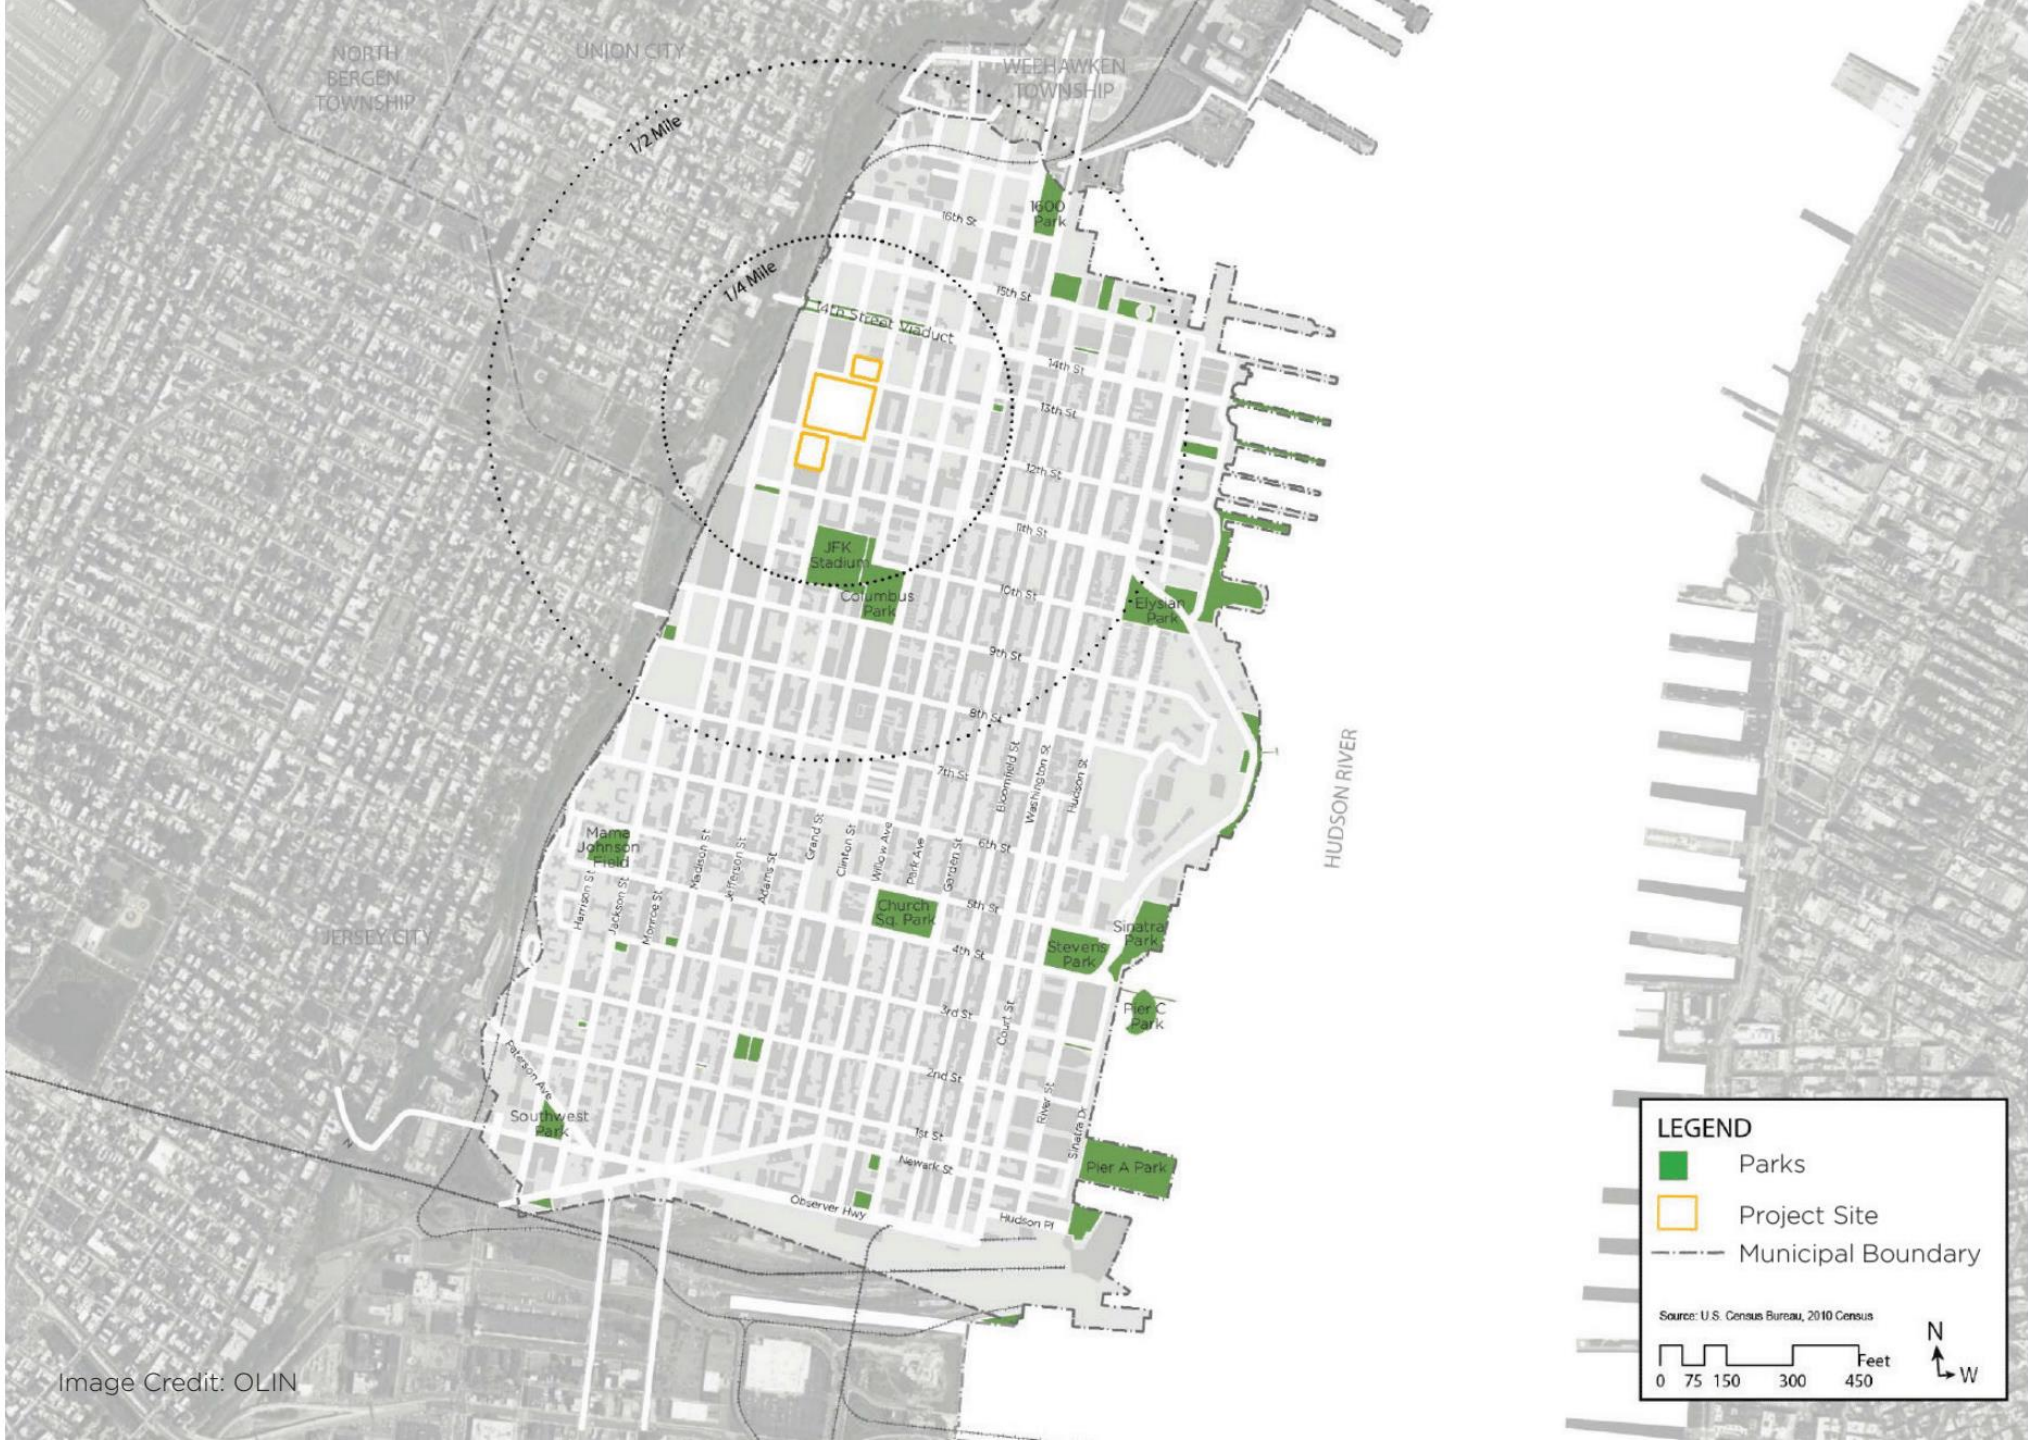 NORTH
BERGEN
TOWNSHIP
UNION CITY
WEEHAWKEN
TOWNSHIP
1/2 Mile
1/4 Mile
1600
Park
16th St
15th St
14th Street Viaduct
14th St
13th St
12th St
11th St
JFK
Stadium
Columbus
Park
10th St
Elysian
Park
9th St
8th St
7th St
Bloomfield St
Washington St
Hudson St
HUDSON RIVER
Mama
Johnson
Field
Madison St
Jefferson St
Adams St
Grand St
Clinton St
Willow Ave
Park Ave
Garden St
6th St
Harrison St
Jackson St
Monroe St
Church
Sq. Park
5th St
4th St
Stevens
Park
Sinatra
Park
JERSEY CITY
Pier C
Park
3rd St
Court St
Paterson Ave
2nd St
River St
Sinatra Dr
Southwest
Park
1st St
Newark St
Pier A Park
Observer Hwy
Hudson Pl
LEGEND
Parks
Project Site
Municipal Boundary
Source: U.S. Census Bureau, 2010 Census
Feet
0 75 150 300 450
N
W
Image Credit: OLIN